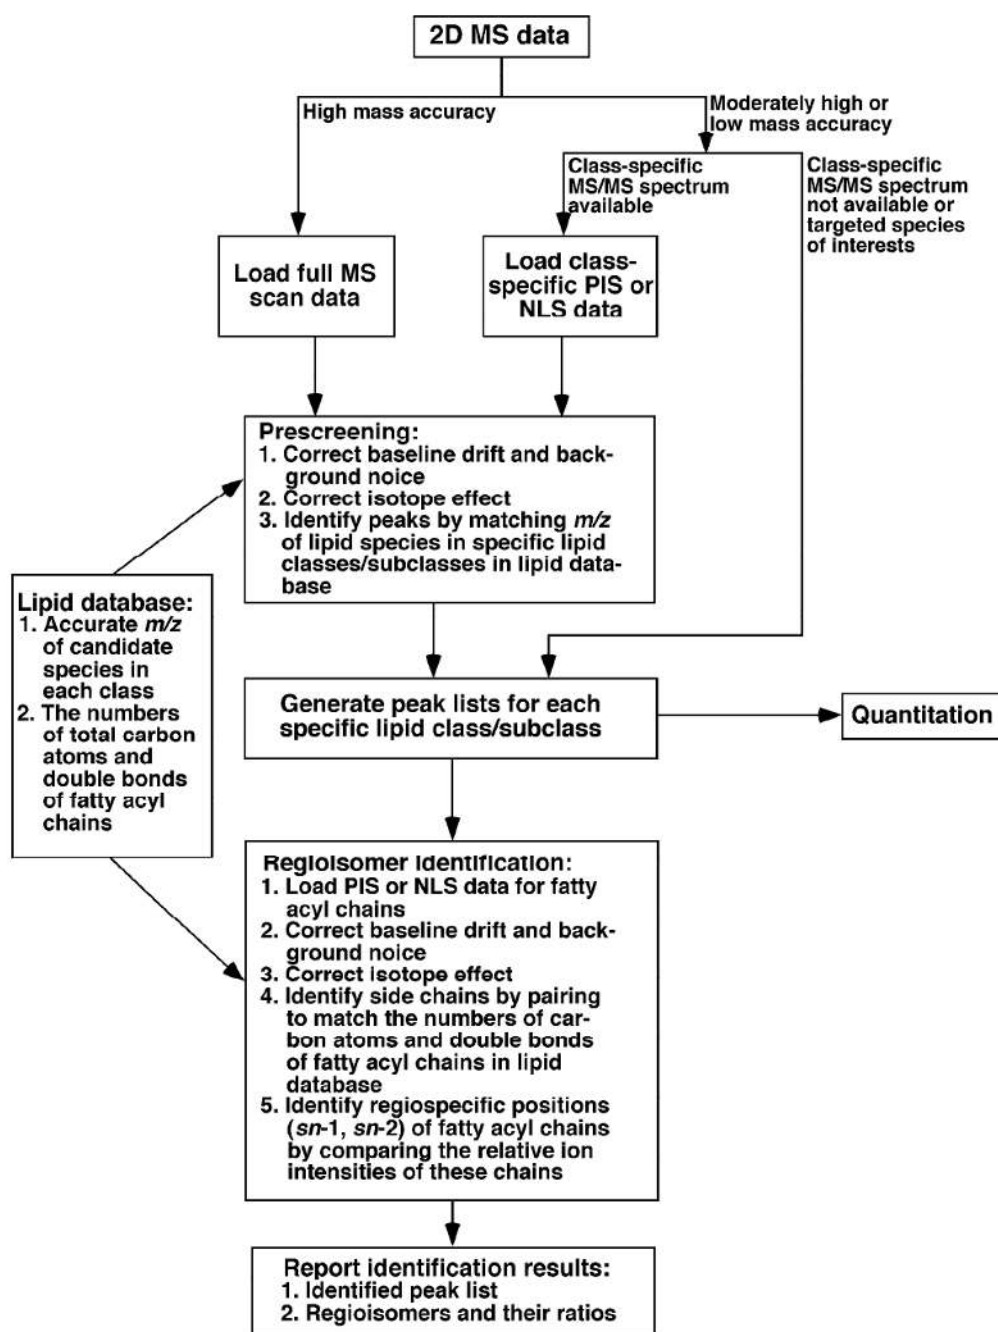 2D MS data
High mass accuracy
Moderately high or
low mass accuracy
Class-specific
MS/MS spectrum
available
Class-specific
MS/MS spectrum
not available or
targeted species
of interests
Load full MS
scan data
Load class-
specific PIS or
NLS data
Prescreening:
1. Correct baseline drift and back-
ground noice
2. Correct isotope effect
3. Identify peaks by matching m/z
of lipid species in specific lipid
classes/subclasses in lipid data-
base
Lipid database:
1. Accurate m/z
of candidate
species in
each class
2. The numbers
of total carbon
atoms and
double bonds
of fatty acyl
chains
Generate peak lists for each
specific lipid class/subclass
Quantitation
Regioisomer identification:
1. Load PIS or NLS data for fatty
acyl chains
2. Correct baseline drift and back-
ground noice
3. Correct isotope effect
4. Identify side chains by pairing
to match the numbers of car-
bon atoms and double bonds
of fatty acyl chains in lipid
database
5. Identify regiospecific positions
(sn-1, sn-2) of fatty acyl chains
by comparing the relative ion
intensities of these chains
Report identification results:
1. Identified peak list
2. Regioisomers and their ratios